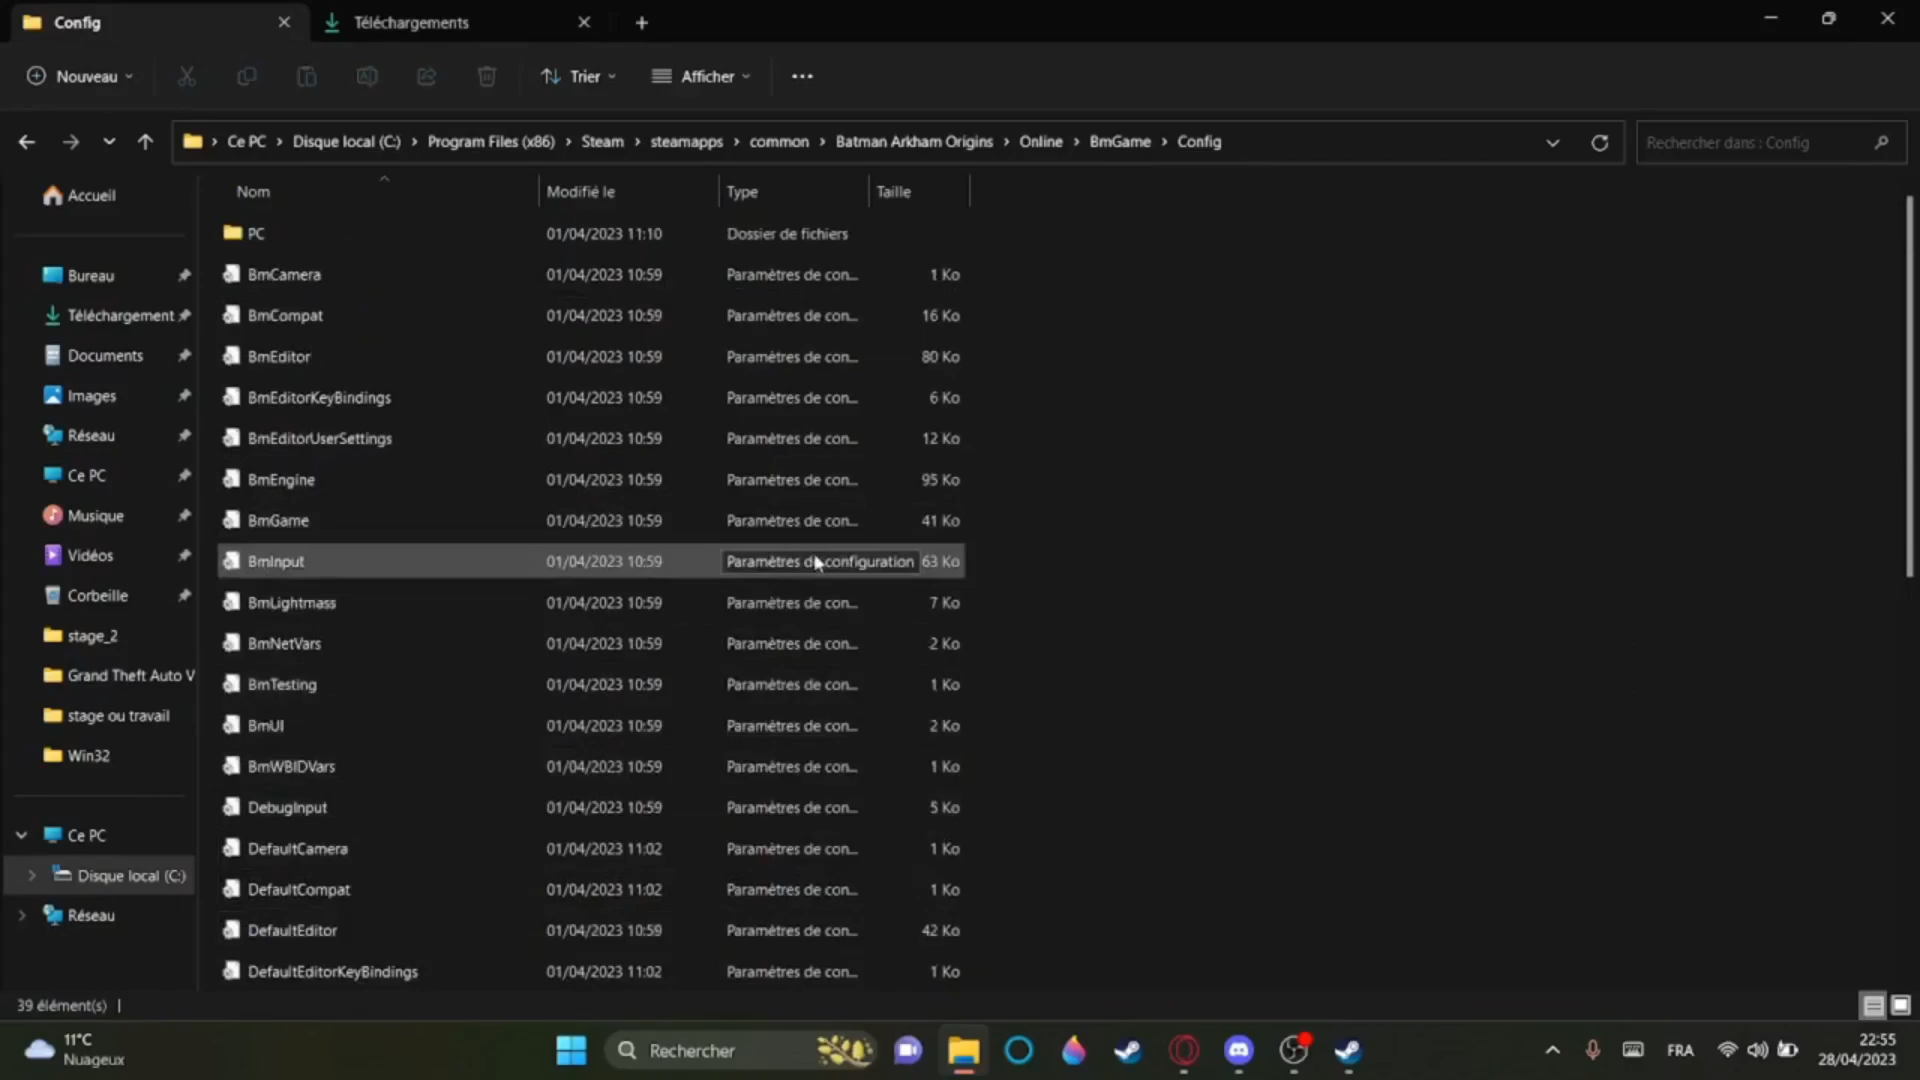 Config
Téléchargements
Nouveau
Trier
Afficher
Ce PC > Disque local (C:) > Program Files (x86) > Steam > steamapps > common > Batman Arkham Origins > Online > BmGame > Config
Rechercher dans : Config
Nom Modifié le Type Taille
PC 01/04/2023 11:10 Dossier de fichiers
BmCamera 01/04/2023 10:59 Paramètres de con... 1 Ko
BmCompat 01/04/2023 10:59 Paramètres de con... 16 Ko
BmEditor 01/04/2023 10:59 Paramètres de con... 80 Ko
BmEditorKeyBindings 01/04/2023 10:59 Paramètres de con... 6 Ko
BmEditorUserSettings 01/04/2023 10:59 Paramètres de con... 12 Ko
BmEngine 01/04/2023 10:59 Paramètres de con... 95 Ko
BmGame 01/04/2023 10:59 Paramètres de con... 41 Ko
BmInput 01/04/2023 10:59 Paramètres de configuration 63 Ko
BmLightmass 01/04/2023 10:59 Paramètres de con... 7 Ko
BmNetVars 01/04/2023 10:59 Paramètres de con... 2 Ko
BmTesting 01/04/2023 10:59 Paramètres de con... 1 Ko
BmUI 01/04/2023 10:59 Paramètres de con... 2 Ko
BmWBIDVars 01/04/2023 10:59 Paramètres de con... 1 Ko
DebugInput 01/04/2023 10:59 Paramètres de con... 5 Ko
DefaultCamera 01/04/2023 11:02 Paramètres de con... 1 Ko
DefaultCompat 01/04/2023 11:02 Paramètres de con... 1 Ko
DefaultEditor 01/04/2023 10:59 Paramètres de con... 42 Ko
DefaultEditorKeyBindings 01/04/2023 11:02 Paramètres de con... 1 Ko
Accueil
Bureau
Téléchargement
Documents
Images
Réseau
Ce PC
Musique
Vidéos
Corbeille
stage_2
Grand Theft Auto V
stage ou travail
Win32
Ce PC
Disque local (C:)
Réseau
39 élément(s)
11°C
Nuageux
Rechercher
FRA
22:55
28/04/2023